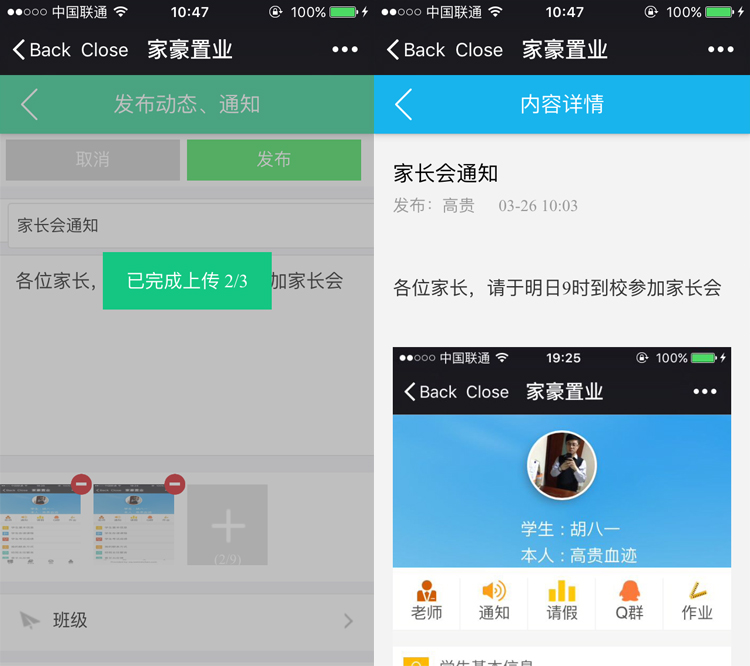 中国联通 10:47 100%
Back Close 家豪置业
发布动态、通知
取消 发布
家长会通知
各位家长, 已完成上传 2/3 加家长会
(2/9)
班级
中国联通 10:47 100%
Back Close 家豪置业
内容详情
家长会通知
发布：高贵 03-26 10:03
各位家长，请于明日9时到校参加家长会
中国联通 19:25 100%
Back Close 家豪置业
学生：胡八一
本人：高贵血迹
老师 通知 请假 Q群 作业
学生基本信息